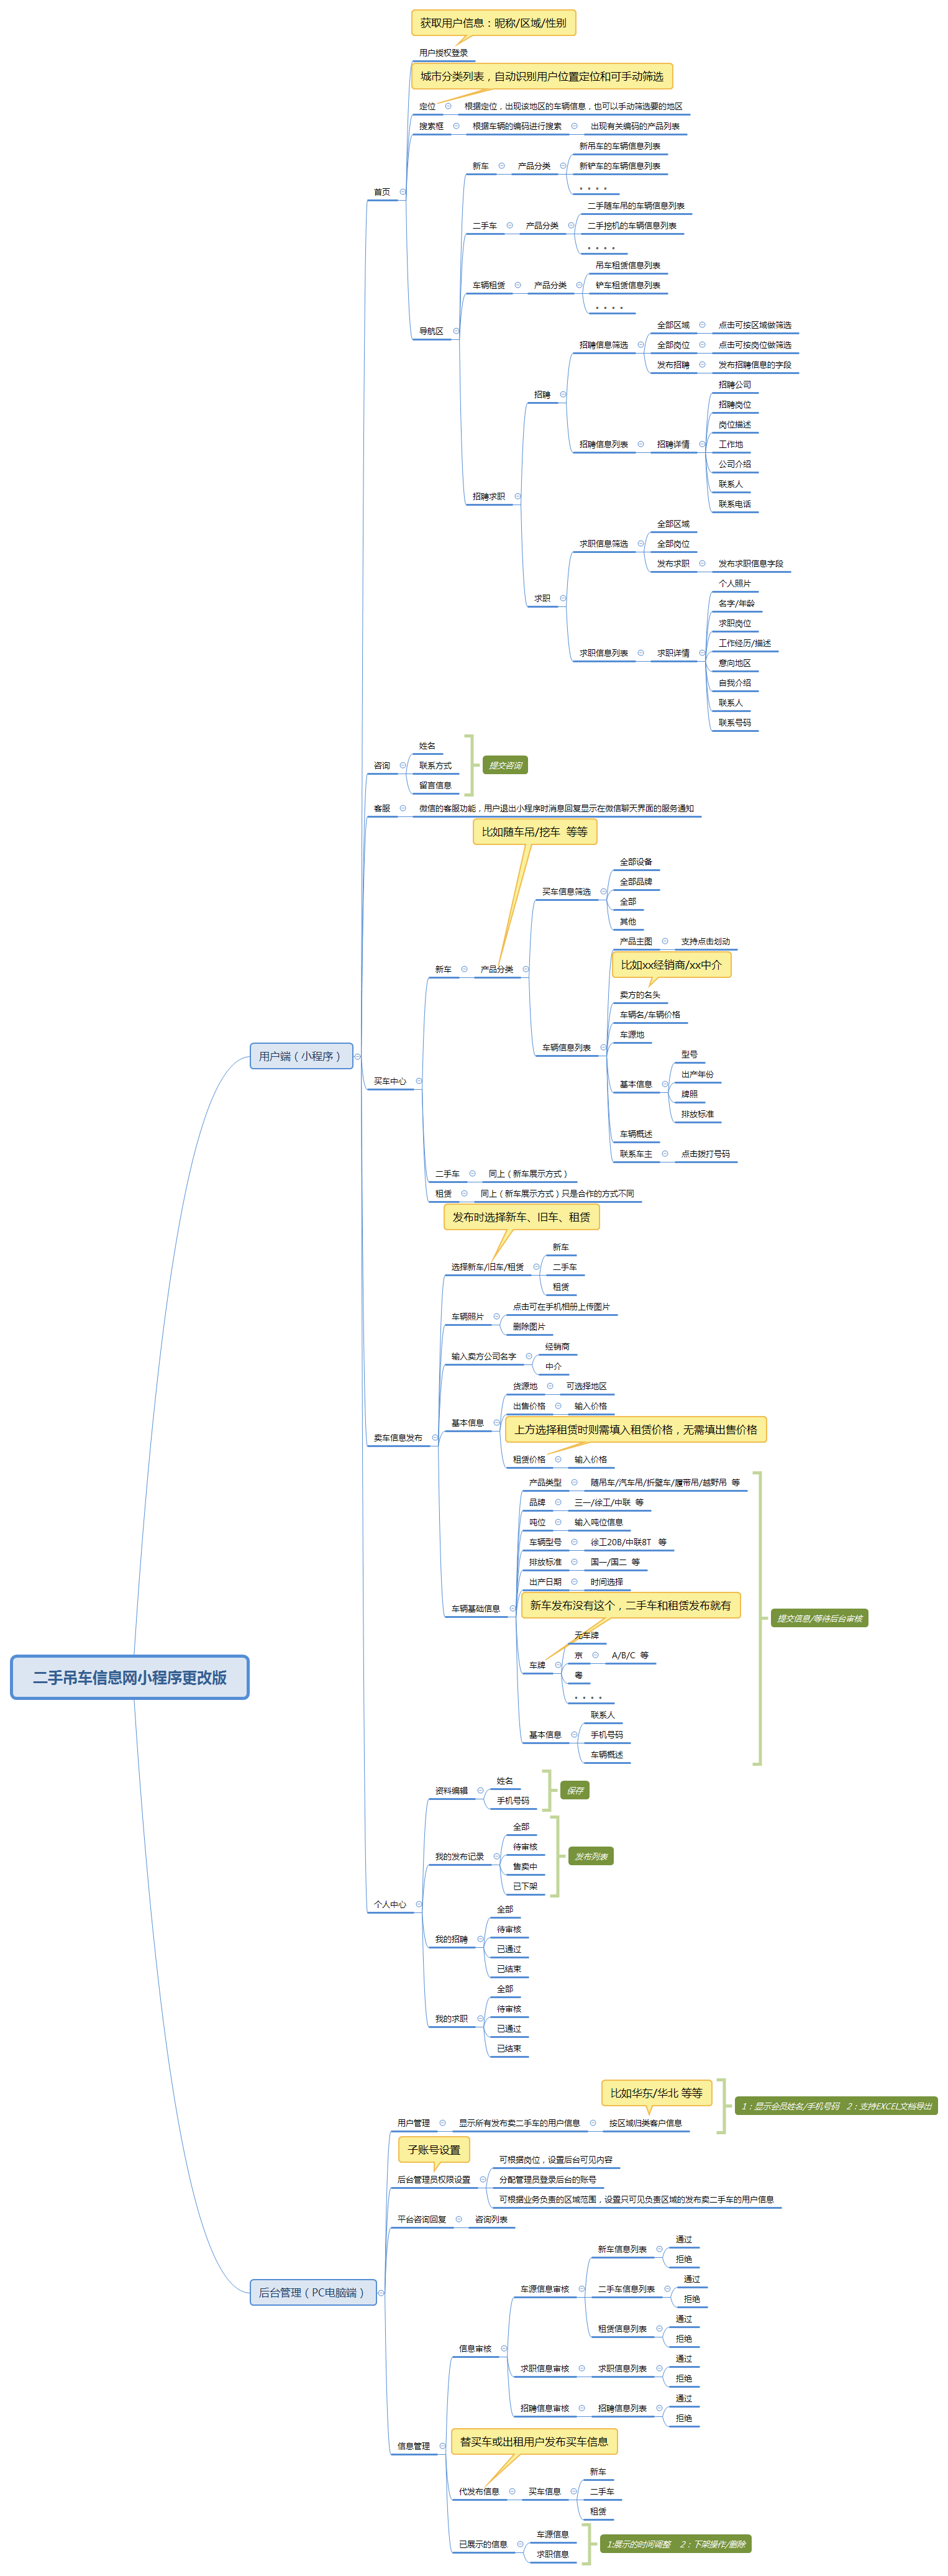 获取用户信息：昵称/区域/性别
用户授权登录
城市分类列表，自动识别用户位置定位和可手动筛选
定位
根据定位，出现该地区的车辆信息，也可以手动筛选要的地区
搜索框
根据车辆的编码进行搜索
出现有关编码的产品列表
首页
导航区
新车
产品分类
新吊车的车辆信息列表
新铲车的车辆信息列表
。。。。
二手车
产品分类
二手随车吊的车辆信息列表
二手挖机的车辆信息列表
。。。。
车辆租赁
产品分类
吊车租赁信息列表
铲车租赁信息列表
。。。。
招聘求职
招聘
招聘信息筛选
全部区域
点击可按区域做筛选
全部岗位
点击可按岗位做筛选
发布招聘
发布招聘信息的字段
招聘信息列表
招聘详情
招聘公司
招聘岗位
岗位描述
工作地
公司介绍
联系人
联系电话
求职
求职信息筛选
全部区域
全部岗位
发布求职
发布求职信息字段
求职信息列表
求职详情
个人照片
名字/年龄
求职岗位
工作经历/描述
意向地区
自我介绍
联系人
联系号码
咨询
姓名
联系方式
留言信息
提交咨询
客服
微信的客服功能，用户退出小程序时消息回复显示在微信聊天界面的服务通知
比如随车吊/挖车 等等
用户端（小程序）
买车中心
新车
产品分类
买车信息筛选
全部设备
全部品牌
全部
其他
车辆信息列表
产品主图
支持点击划动
比如xx经销商/xx中介
卖方的名头
车辆名/车辆价格
车源地
基本信息
型号
出产年份
牌照
排放标准
车辆概述
联系车主
点击拨打号码
二手车
同上（新车展示方式）
租赁
同上（新车展示方式）只是合作的方式不同
发布时选择新车、旧车、租赁
卖车信息发布
选择新车/旧车/租赁
新车
二手车
租赁
车辆照片
点击可在手机相册上传图片
删除图片
输入卖方公司名字
经销商
中介
基本信息
货源地
可选择地区
出售价格
输入价格
上方选择租赁时则需填入租赁价格，无需填出售价格
租赁价格
输入价格
车辆基础信息
产品类型
随吊车/汽车吊/折壁车/履带吊/越野吊 等
品牌
三一/徐工/中联 等
吨位
输入吨位信息
车辆型号
徐工20B/中联8T 等
排放标准
国一/国二 等
出产日期
时间选择
新车发布没有这个，二手车和租赁发布就有
车牌
无车牌
京
A/B/C 等
粤
。。。。
基本信息
联系人
手机号码
车辆概述
提交信息/等待后台审核
二手吊车信息网小程序更改版
个人中心
资料编辑
姓名
手机号码
保存
我的发布记录
全部
待审核
售卖中
已下架
发布列表
我的招聘
全部
待审核
已通过
已结束
我的求职
全部
待审核
已通过
已结束
后台管理（PC电脑端）
比如华东/华北 等等
用户管理
显示所有发布卖二手车的用户信息
按区域归类客户信息
1：显示会员姓名/手机号码 2：支持EXCEL文档导出
子账号设置
后台管理员权限设置
可根据岗位，设置后台可见内容
分配管理员登录后台的账号
可根据业务负责的区域范围，设置只可见负责区域的发布卖二手车的用户信息
平台咨询回复
咨询列表
信息管理
信息审核
车源信息审核
新车信息列表
通过
拒绝
二手车信息列表
通过
拒绝
租赁信息列表
通过
拒绝
求职信息审核
求职信息列表
通过
拒绝
招聘信息审核
招聘信息列表
通过
拒绝
替买车或出租用户发布买车信息
代发布信息
买车信息
新车
二手车
租赁
已展示的信息
车源信息
求职信息
1:展示的时间调整 2：下架操作/删除